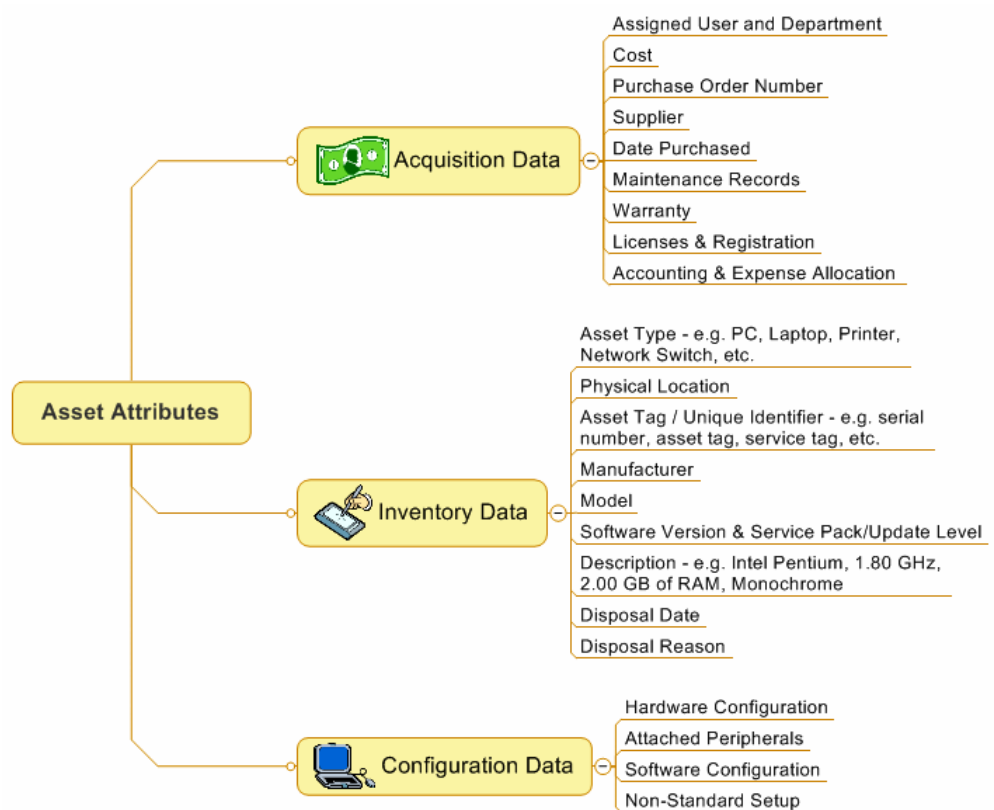 Asset Attributes
Acquisition Data
Assigned User and Department
Cost
Purchase Order Number
Supplier
Date Purchased
Maintenance Records
Warranty
Licenses & Registration
Accounting & Expense Allocation
Inventory Data
Asset Type - e.g. PC, Laptop, Printer,
Network Switch, etc.
Physical Location
Asset Tag / Unique Identifier - e.g. serial
number, asset tag, service tag, etc.
Manufacturer
Model
Software Version & Service Pack/Update Level
Description - e.g. Intel Pentium, 1.80 GHz,
2.00 GB of RAM, Monochrome
Disposal Date
Disposal Reason
Configuration Data
Hardware Configuration
Attached Peripherals
Software Configuration
Non-Standard Setup